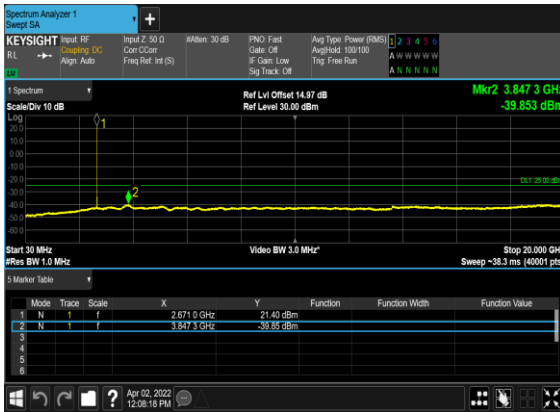 Spectrum Analyzer 1
Swept SA
+
KEYSIGHT Input: RF Input Z: 50 Ω #Atten: 30 dB PNO: Fast Avg Type: Power (RMS) 1 2 3 4 5 6
RL Coupling: DC Corr CCorr Gate: Off Avg|Hold: 100/100 A W W W W W
Align: Auto Freq Ref: Int (S) IF Gain: Low Trig: Free Run
Sig Track: Off A N N N N N
1 Spectrum Ref Lvl Offset 14.97 dB Mkr2 3.847 3 GHz
Scale/Div 10 dB Ref Level 30.00 dBm -39.853 dBm
Log
20.0
10.0
0.00
-10.0
-20.0
DL1 -25.00 dBm
-30.0
-40.0
-50.0
-60.0
1
2
Start 30 MHz Video BW 3.0 MHz* Stop 20.000 GHz
#Res BW 1.0 MHz Sweep ~38.3 ms (40001 pts)
5 Marker Table
Mode Trace Scale X Y Function Function Width Function Value
1 N 1 f 2.671 0 GHz 21.40 dBm
2 N 1 f 3.847 3 GHz -39.85 dBm
3
4
5
6
? Apr 02, 2022
12:08:18 PM